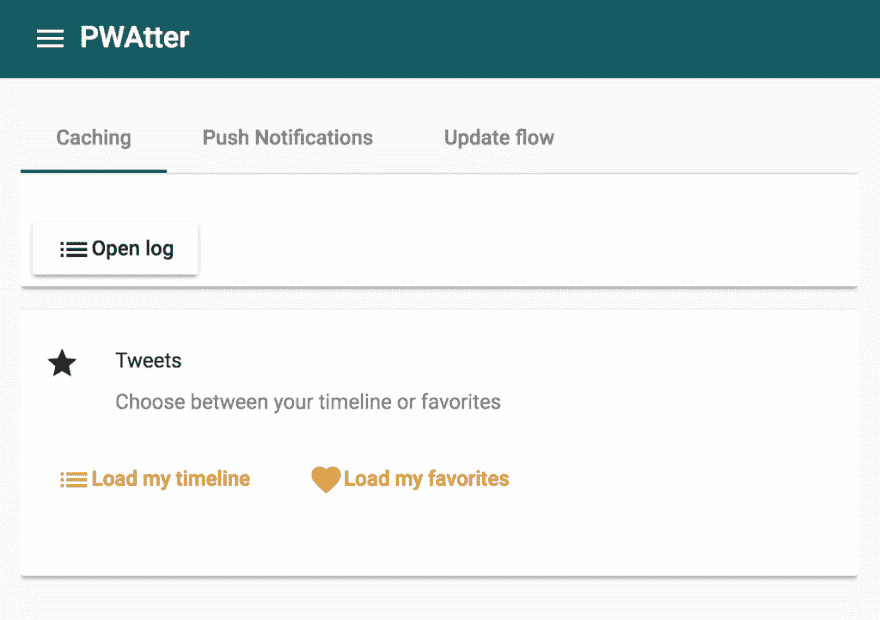 PWAtter
Caching Push Notifications Update flow
Open log
Tweets
Choose between your timeline or favorites
Load my timeline Load my favorites